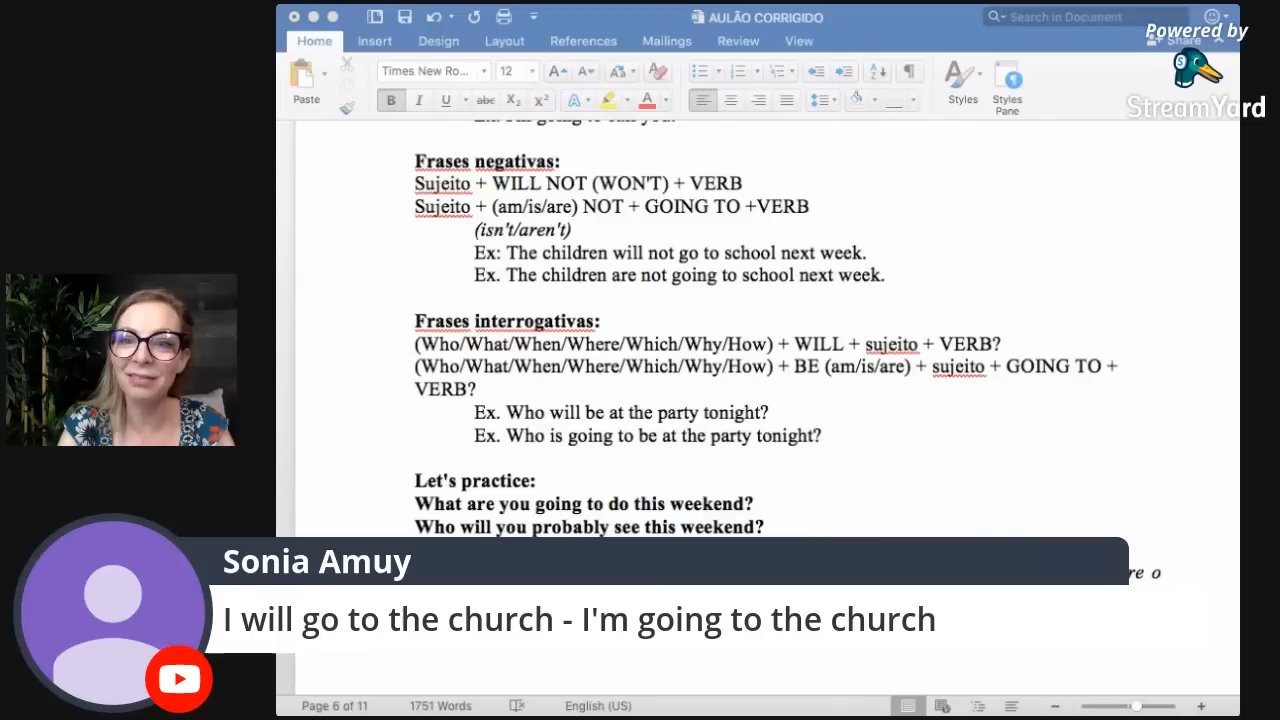 AULÃO CORRIGIDO
Search in Document
Powered by
Home Insert Design Layout References Mailings Review View
Share
StreamYard
Times New Ro...
12
Paste
B I U abc X₂ X² A A
Styles
Styles Pane
Frases negativas:
Sujeito + WILL NOT (WON'T) + VERB
Sujeito + (am/is/are) NOT + GOING TO +VERB
(isn't/aren't)
Ex: The children will not go to school next week.
Ex. The children are not going to school next week.
Frases interrogativas:
(Who/What/When/Where/Which/Why/How) + WILL + sujeito + VERB?
(Who/What/When/Where/Which/Why/How) + BE (am/is/are) + sujeito + GOING TO +
VERB?
Ex. Who will be at the party tonight?
Ex. Who is going to be at the party tonight?
Let's practice:
What are you going to do this weekend?
Who will you probably see this weekend?
Sonia Amuy
re o
I will go to the church - I'm going to the church
Page 6 of 11 1751 Words English (US)